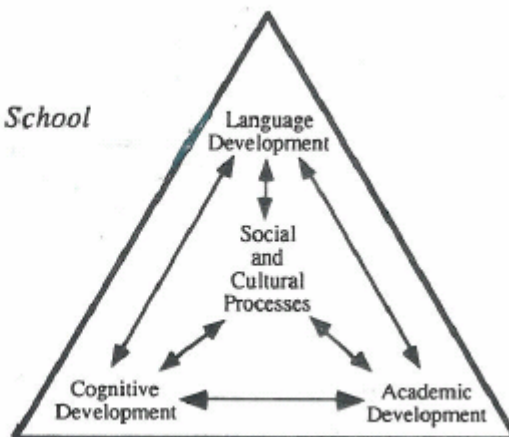 School
Language
Development
Social
and
Cultural
Processes
Cognitive
Development
Academic
Development